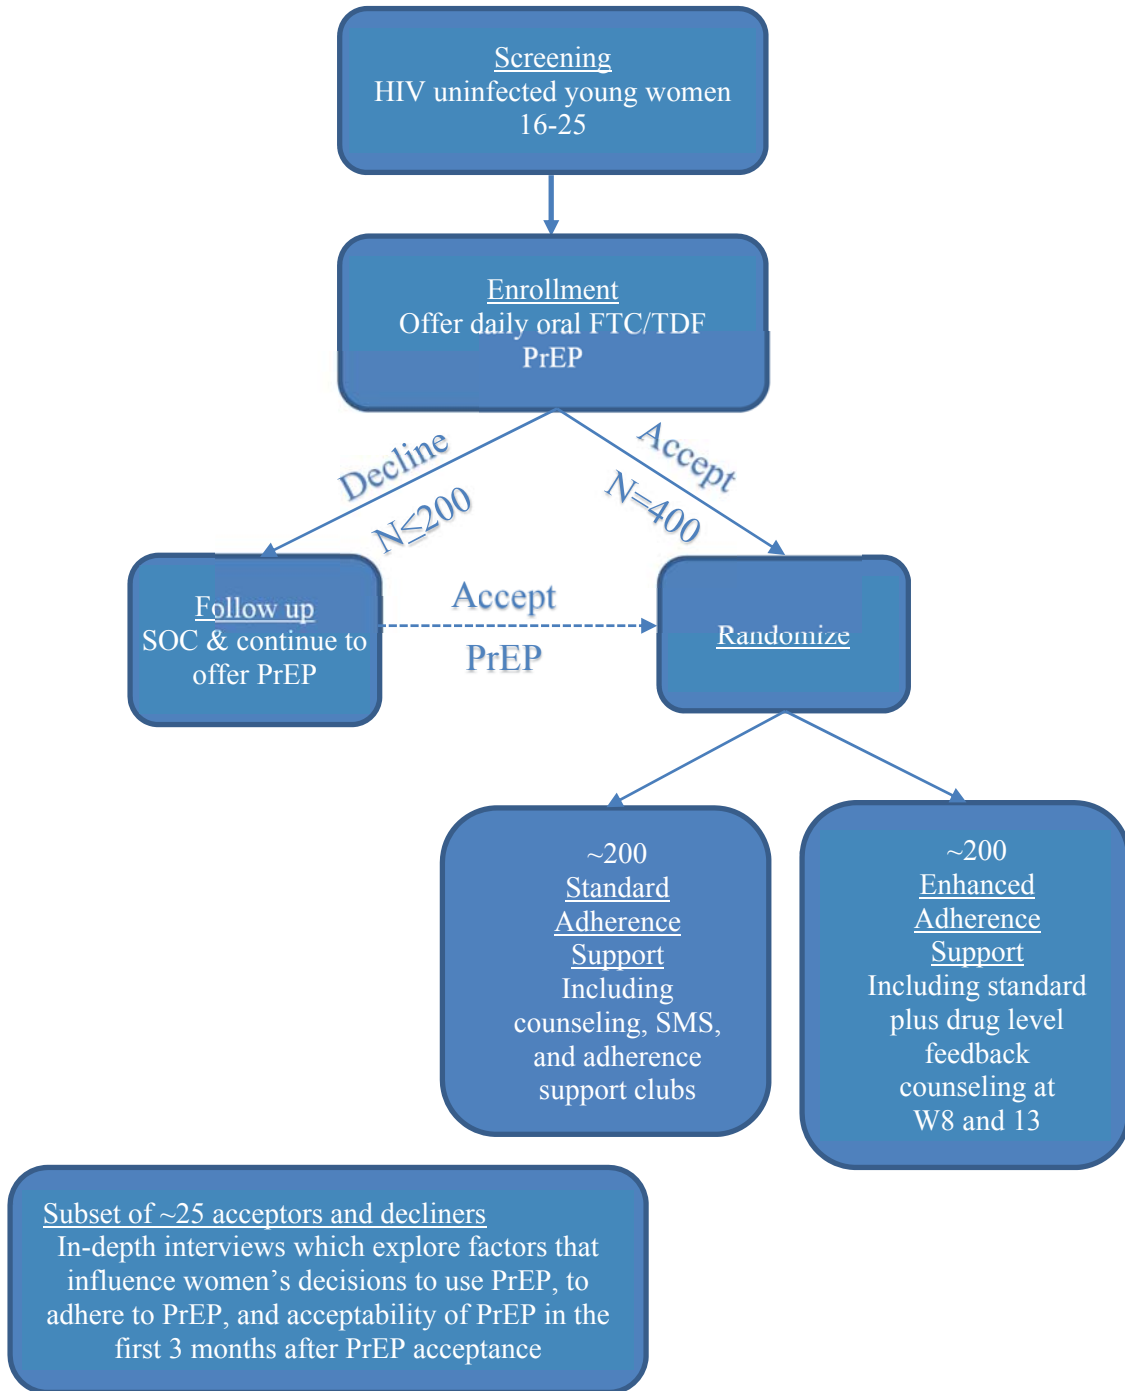 Screening
HIV uninfected young women
16-25
Enrollment
Offer daily oral FTC/TDF
PrEP
Decline
N≤200
Accept
N=400
Follow up
SOC & continue to
offer PrEP
Accept
PrEP
Randomize
~200
Standard
Adherence
Support
Including
counseling, SMS,
and adherence
support clubs
~200
Enhanced
Adherence
Support
Including standard
plus drug level
feedback
counseling at
W8 and 13
Subset of ~25 acceptors and decliners
In-depth interviews which explore factors that
influence women’s decisions to use PrEP, to
adhere to PrEP, and acceptability of PrEP in the
first 3 months after PrEP acceptance